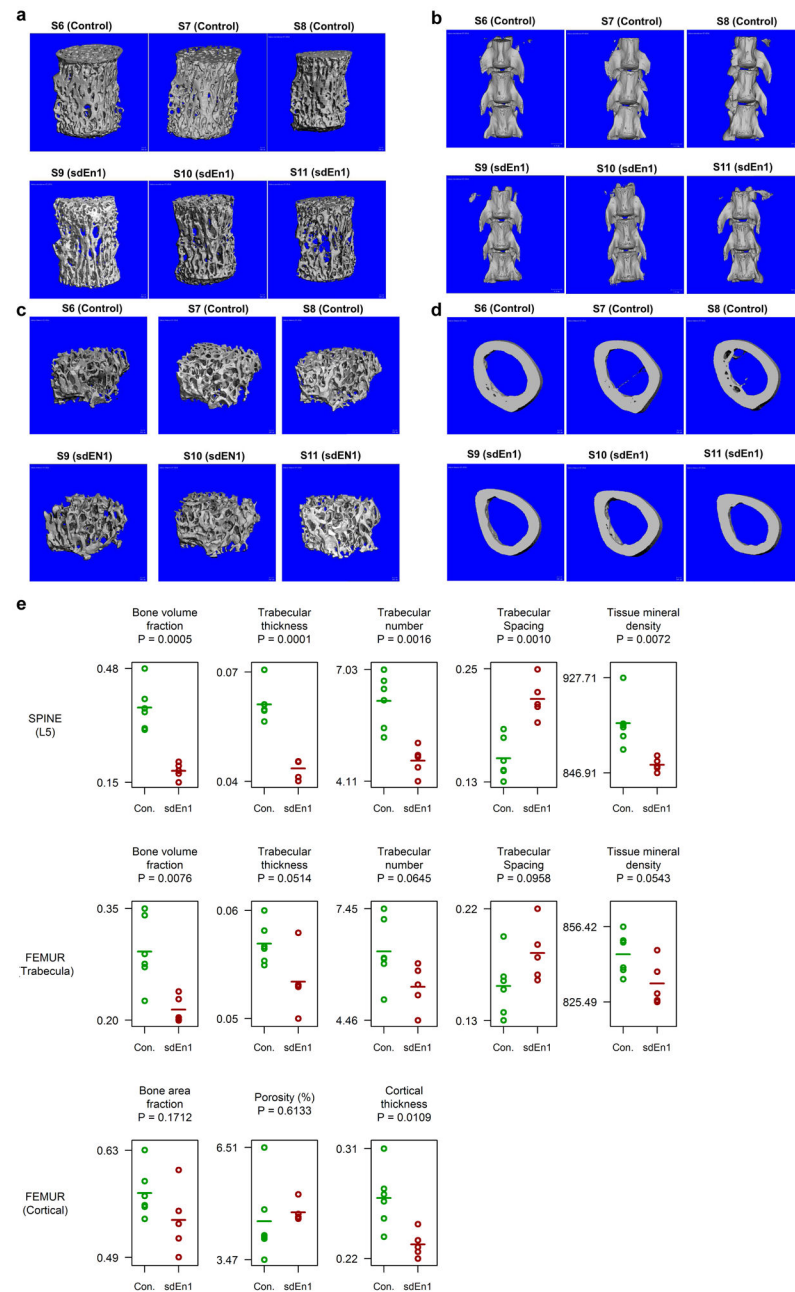 a
S6 (Control) S7 (Control) S8 (Control)
S9 (sdEn1) S10 (sdEn1) S11 (sdEn1)
b
S6 (Control) S7 (Control) S8 (Control)
S9 (sdEn1) S10 (sdEn1) S11 (sdEn1)
c
S6 (Control) S7 (Control) S8 (Control)
S9 (sdEN1) S10 (sdEN1) S11 (sdEN1)
d
S6 (Control) S7 (Control) S8 (Control)
S9 (sdEn1) S10 (sdEn1) S11 (sdEn1)
e
SPINE
(L5)
Bone volume
fraction
P = 0.0005
0.48
0.15
Con. sdEn1
Trabecular
thickness
P = 0.0001
0.07
0.04
Con. sdEn1
Trabecular
number
P = 0.0016
7.03
4.11
Con. sdEn1
Trabecular
Spacing
P = 0.0010
0.25
0.13
Con. sdEn1
Tissue mineral
density
P = 0.0072
927.71
846.91
Con. sdEn1
FEMUR
Trabecula)
Bone volume
fraction
P = 0.0076
0.35
0.20
Con. sdEn1
Trabecular
thickness
P = 0.0514
0.06
0.05
Con. sdEn1
Trabecular
number
P = 0.0645
7.45
4.46
Con. sdEn1
Trabecular
Spacing
P = 0.0958
0.22
0.13
Con. sdEn1
Tissue mineral
density
P = 0.0543
856.42
825.49
Con. sdEn1
FEMUR
(Cortical)
Bone area
fraction
P = 0.1712
0.63
0.49
Con. sdEn1
Porosity (%)
P = 0.6133
6.51
3.47
Con. sdEn1
Cortical
thickness
P = 0.0109
0.31
0.22
Con. sdEn1